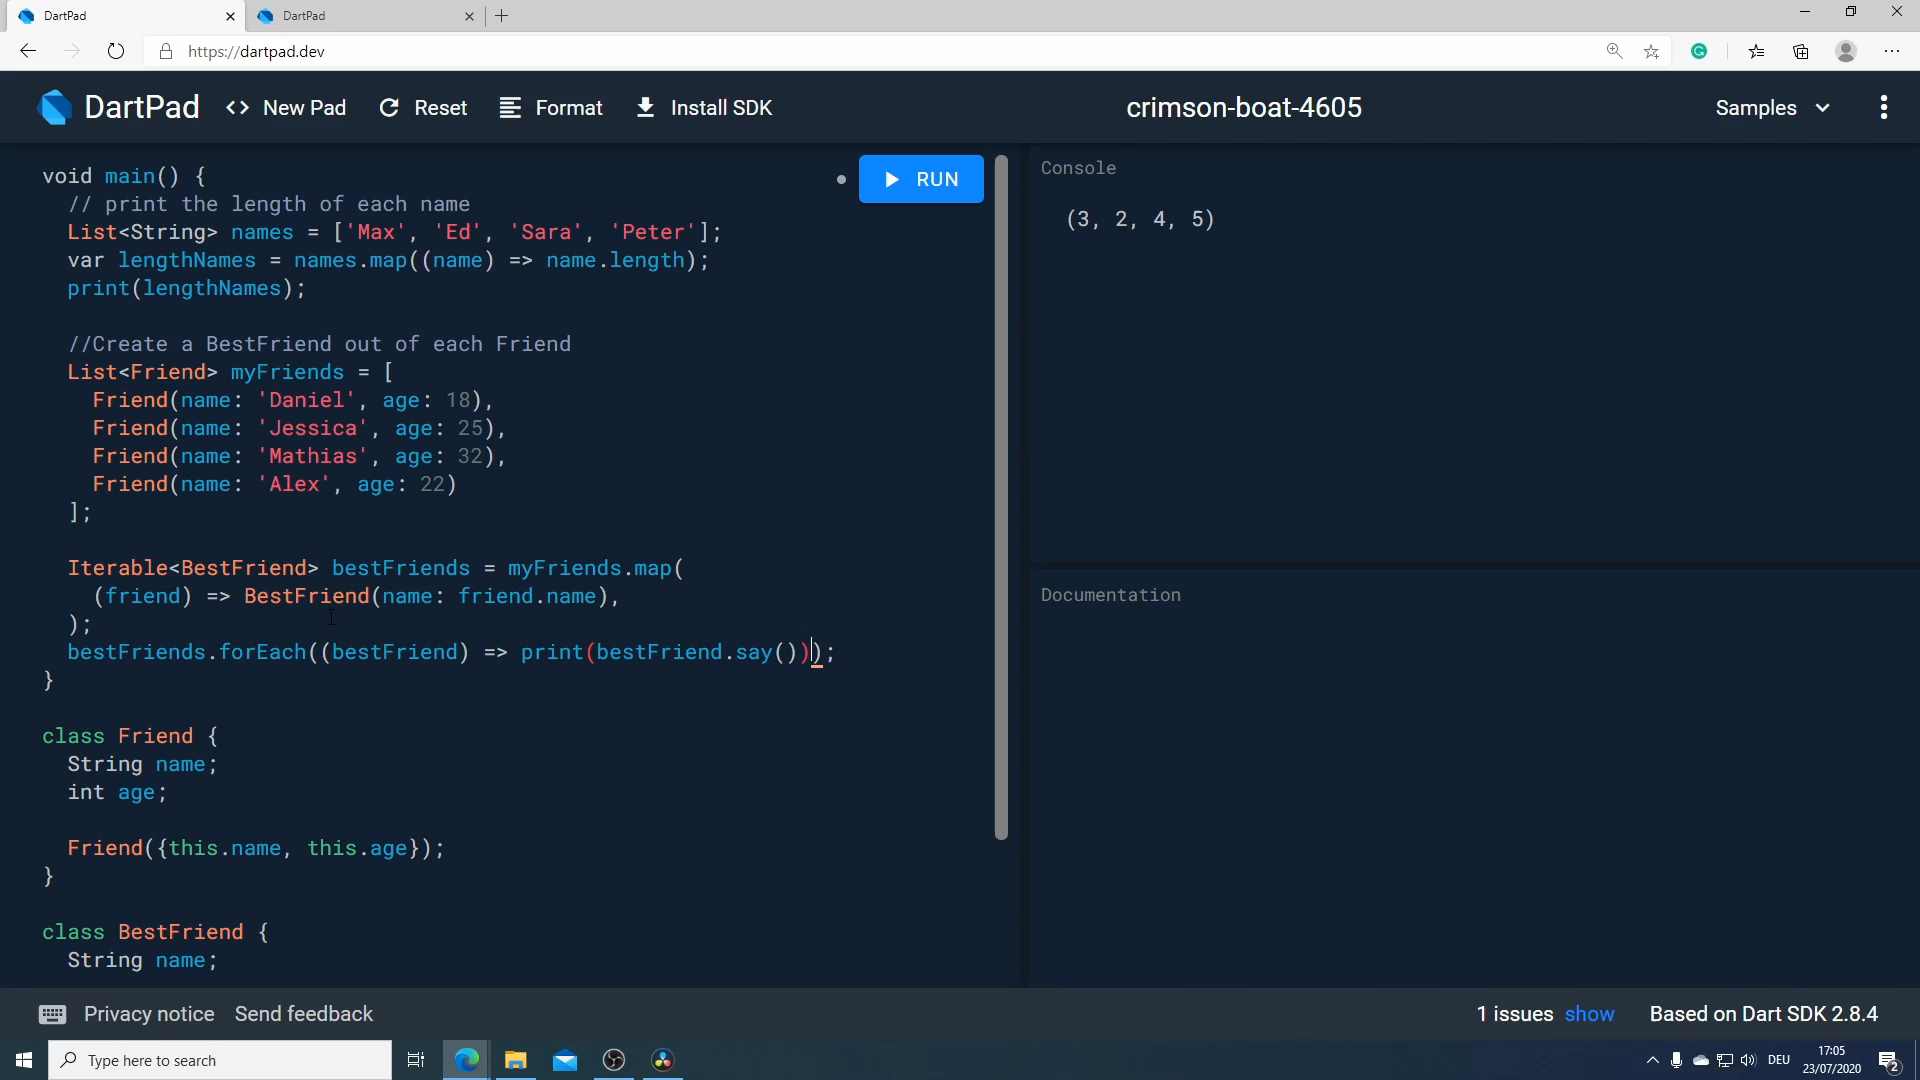 DartPad
DartPad
https://dartpad.dev
DartPad
<> New Pad
Reset
Format
Install SDK
crimson-boat-4605
Samples
void main() {
// print the length of each name
List<String> names = ['Max', 'Ed', 'Sara', 'Peter'];
var lengthNames = names.map((name) => name.length);
print(lengthNames);
//Create a BestFriend out of each Friend
List<Friend> myFriends = [
Friend(name: 'Daniel', age: 18),
Friend(name: 'Jessica', age: 25),
Friend(name: 'Mathias', age: 32),
Friend(name: 'Alex', age: 22)
];
Iterable<BestFriend> bestFriends = myFriends.map(
(friend) => BestFriend(name: friend.name),
);
bestFriends.forEach((bestFriend) => print(bestFriend.say()));
}
class Friend {
String name;
int age;
Friend({this.name, this.age});
}
class BestFriend {
String name;
RUN
Console
(3, 2, 4, 5)
Documentation
Privacy notice
Send feedback
1 issues show
Based on Dart SDK 2.8.4
Type here to search
DEU
17:05
23/07/2020
2